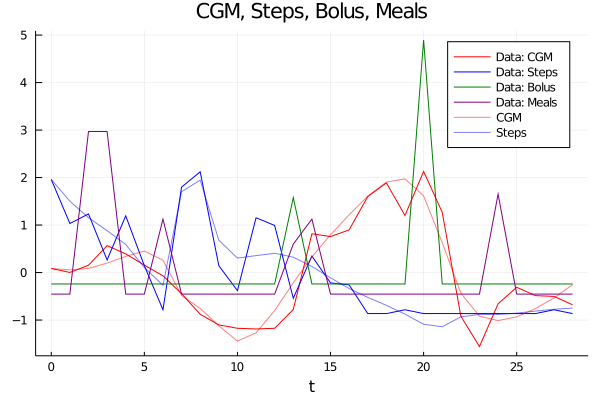 CGM, Steps, Bolus, Meals
Data: CGM
Data: Steps
Data: Bolus
Data: Meals
CGM
Steps
5
4
3
2
1
0
−1
0
5
10
15
20
25
t